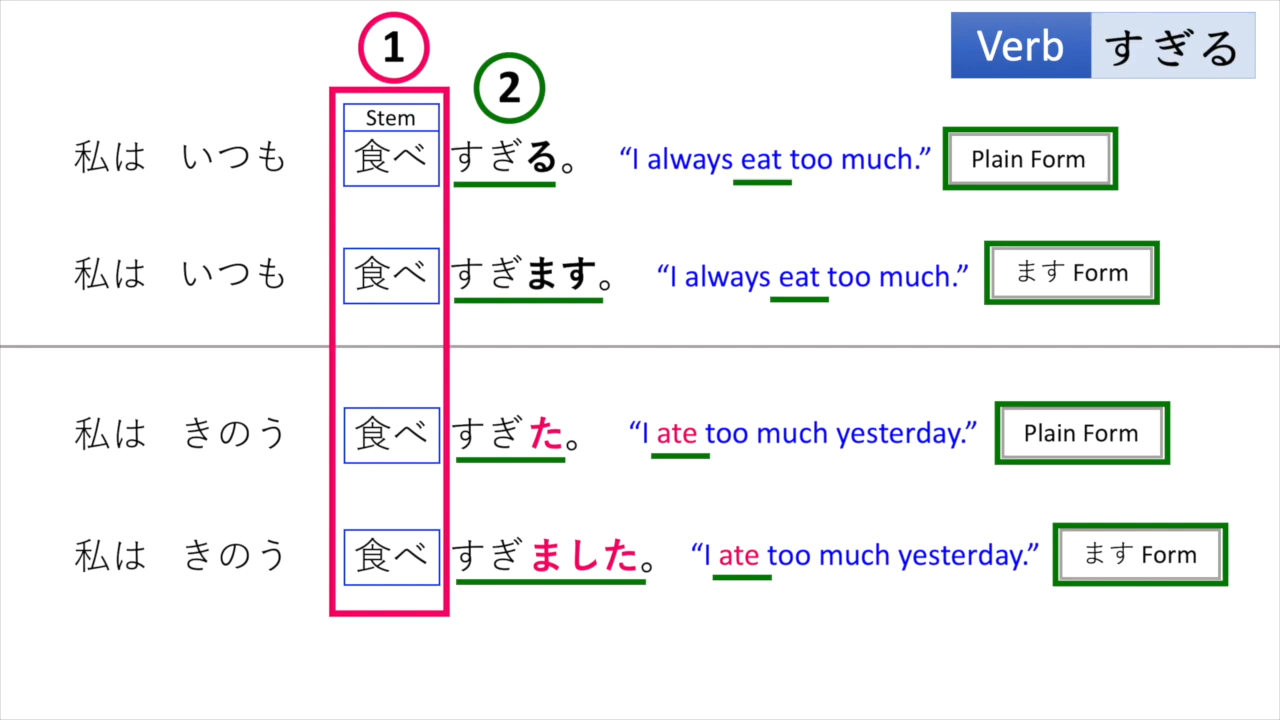 1
2
Verb すぎる
Stem
私は いつも 食べ すぎる。 “I always eat too much.” Plain Form
私は いつも 食べ すぎます。 “I always eat too much.” ます Form
私は きのう 食べ すぎた。 “I ate too much yesterday.” Plain Form
私は きのう 食べ すぎました。 “I ate too much yesterday.” ます Form